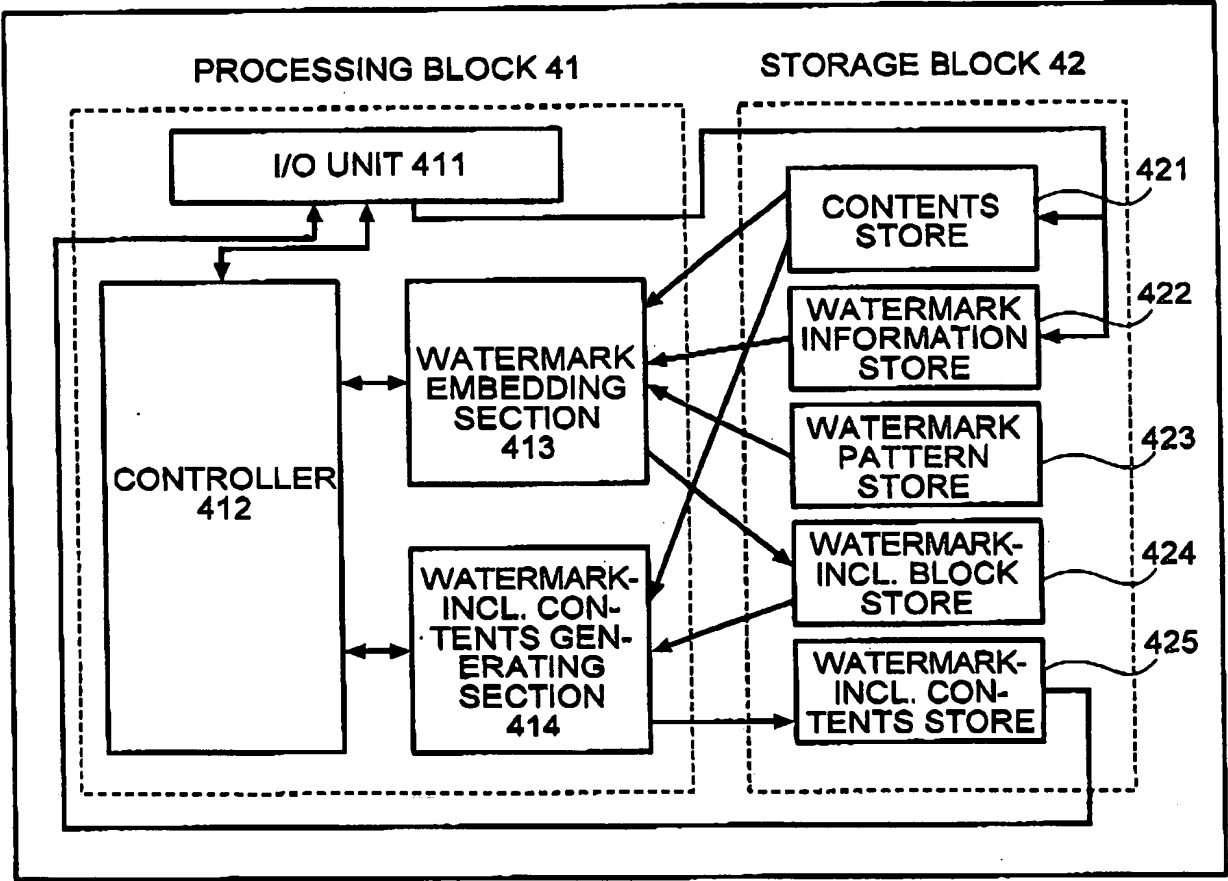 PROCESSING BLOCK 41
STORAGE BLOCK 42
I/O UNIT 411
CONTROLLER
412
WATERMARK
EMBEDDING
SECTION
413
WATERMARK-
INCL. CON-
TENTS GEN-
ERATING
SECTION
414
CONTENTS
STORE
421
WATERMARK
INFORMATION
STORE
422
WATERMARK
PATTERN
STORE
423
WATERMARK-
INCL. BLOCK
STORE
424
WATERMARK-
INCL. CON-
TENTS STORE
425